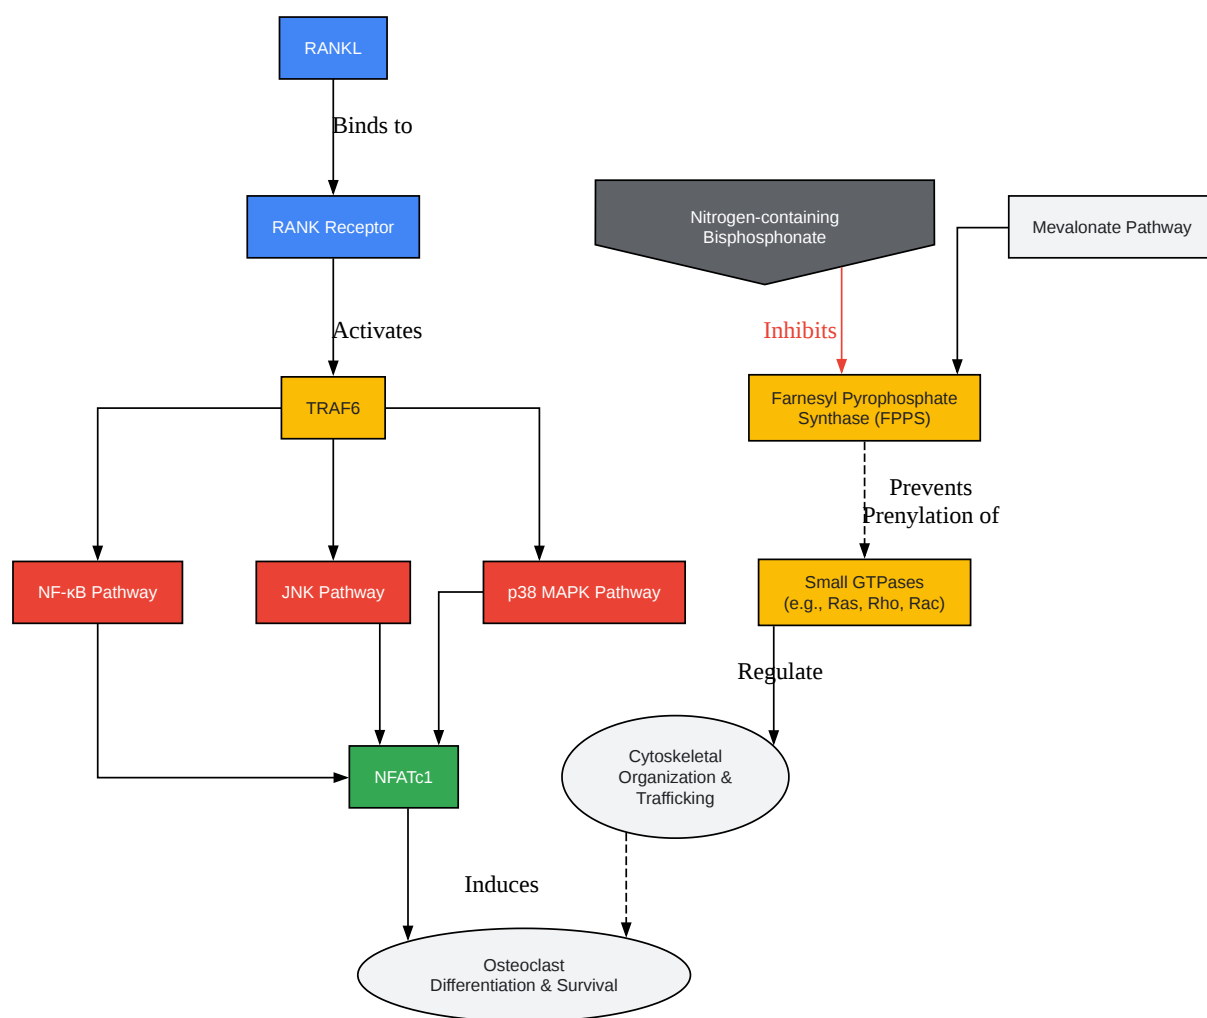 RANKL
Binds to
RANK Receptor
Nitrogen-containing
Bisphosphonate
Mevalonate Pathway
Activates
Inhibits
TRAF6
Farnesyl Pyrophosphate
Synthase (FPPS)
Prevents
Prenylation of
NF-κB Pathway
JNK Pathway
p38 MAPK Pathway
Small GTPases
(e.g., Ras, Rho, Rac)
Regulate
NFATc1
Cytoskeletal
Organization &
Trafficking
Induces
Osteoclast
Differentiation & Survival